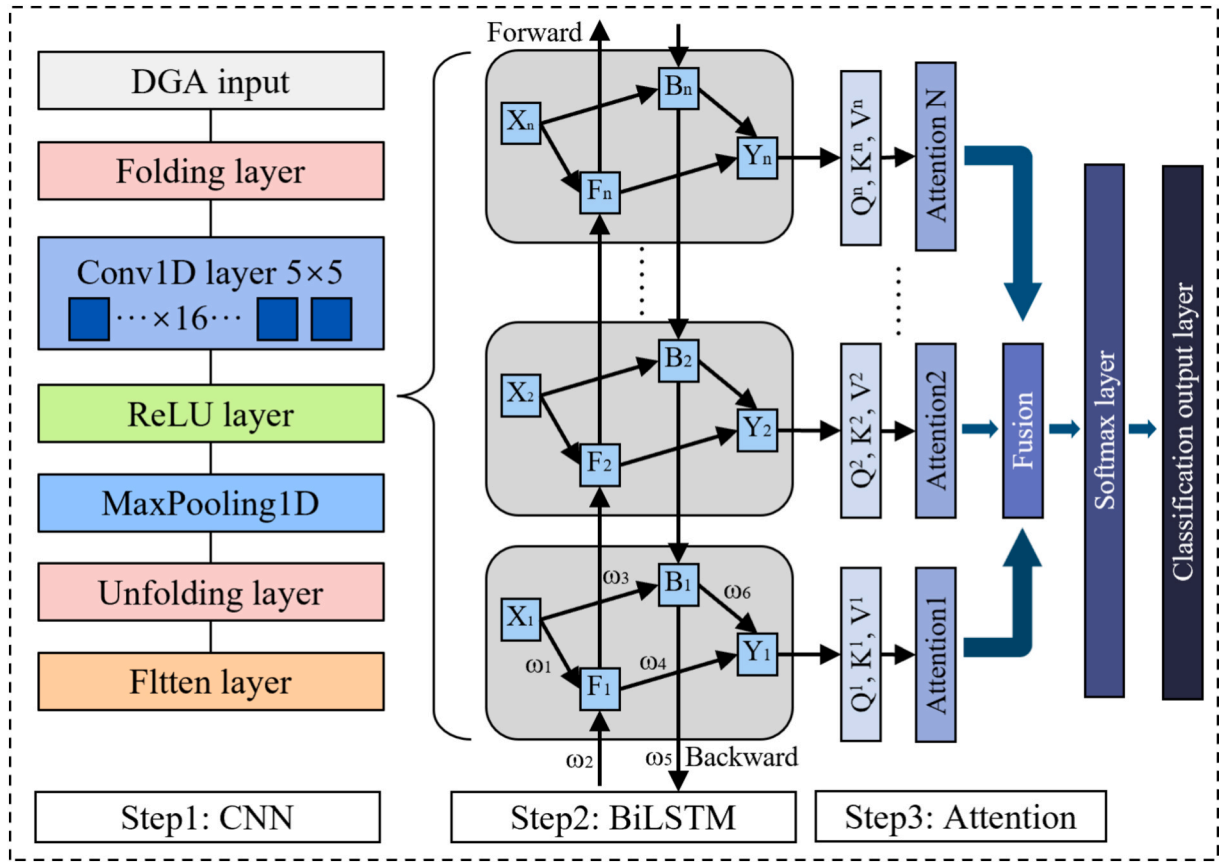 DGA input
Folding layer
Conv1D layer 5×5
···×16···
ReLU layer
MaxPooling1D
Unfolding layer
Fltten layer
Step1: CNN
Forward
Xₙ
Bₙ
Fₙ
Yₙ
X₂
B₂
F₂
Y₂
X₁
B₁
F₁
Y₁
ω₃
ω₆
ω₁
ω₄
ω₂
ω₅
Backward
Step2: BiLSTM
Qⁿ, Kⁿ, Vⁿ
Attention N
Q², K², V²
Attention2
Q¹, K¹, V¹
Attention1
Fusion
Softmax layer
Classification output layer
Step3: Attention